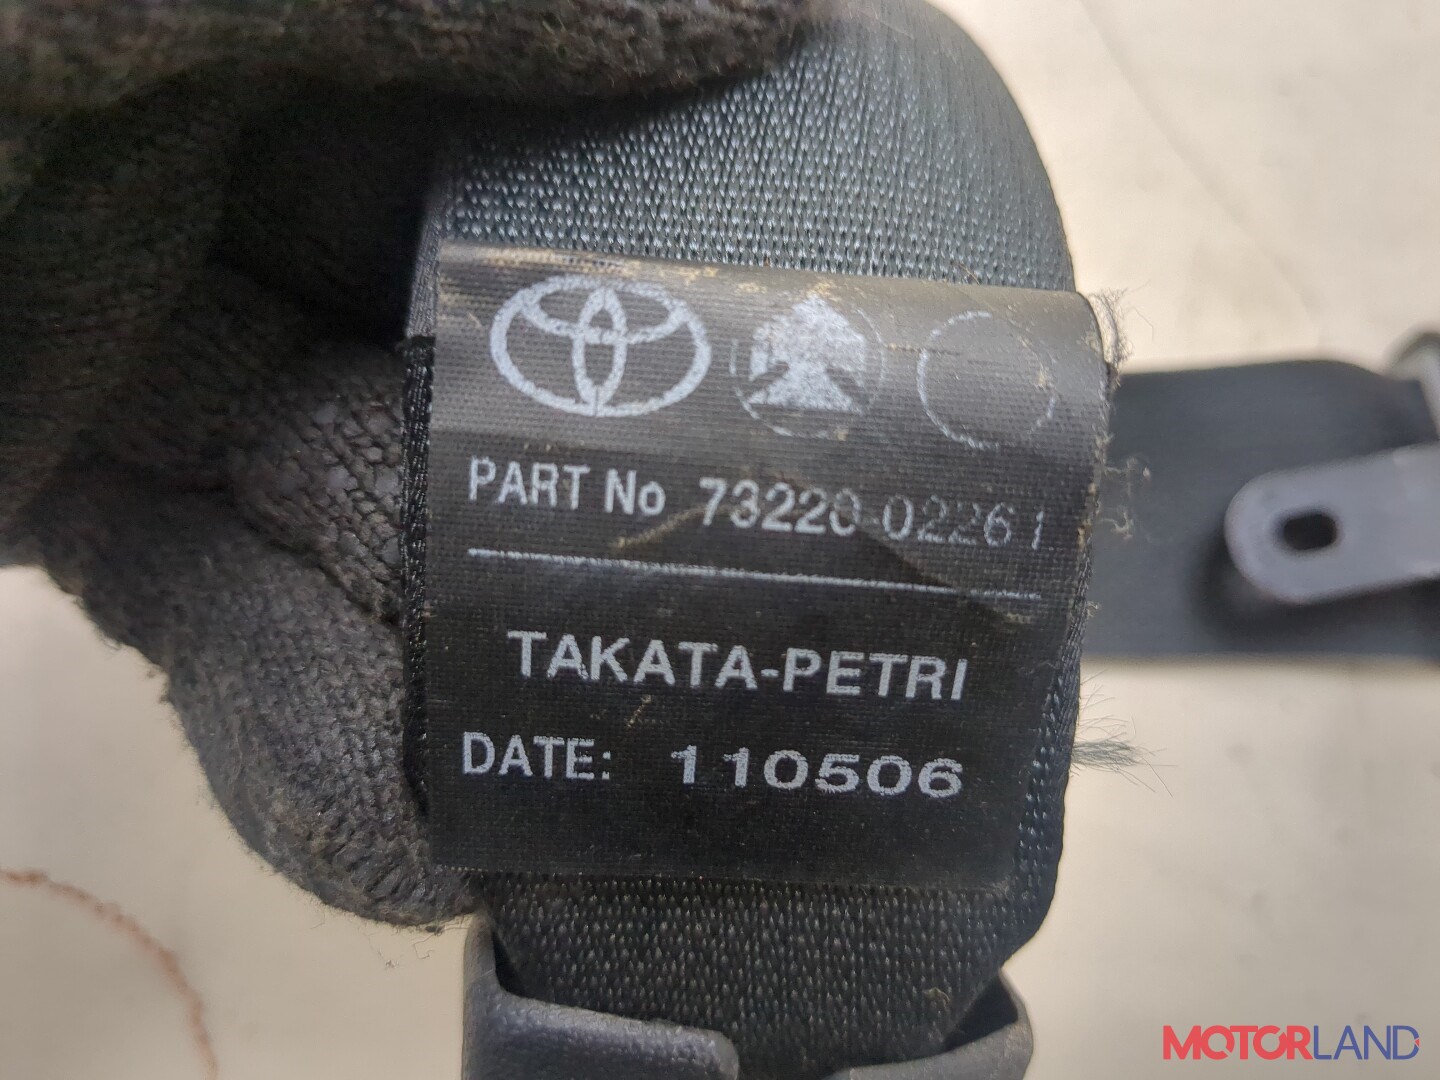 PART No 73220-02261
TAKATA-PETRI
DATE: 110506
MOTORLAND